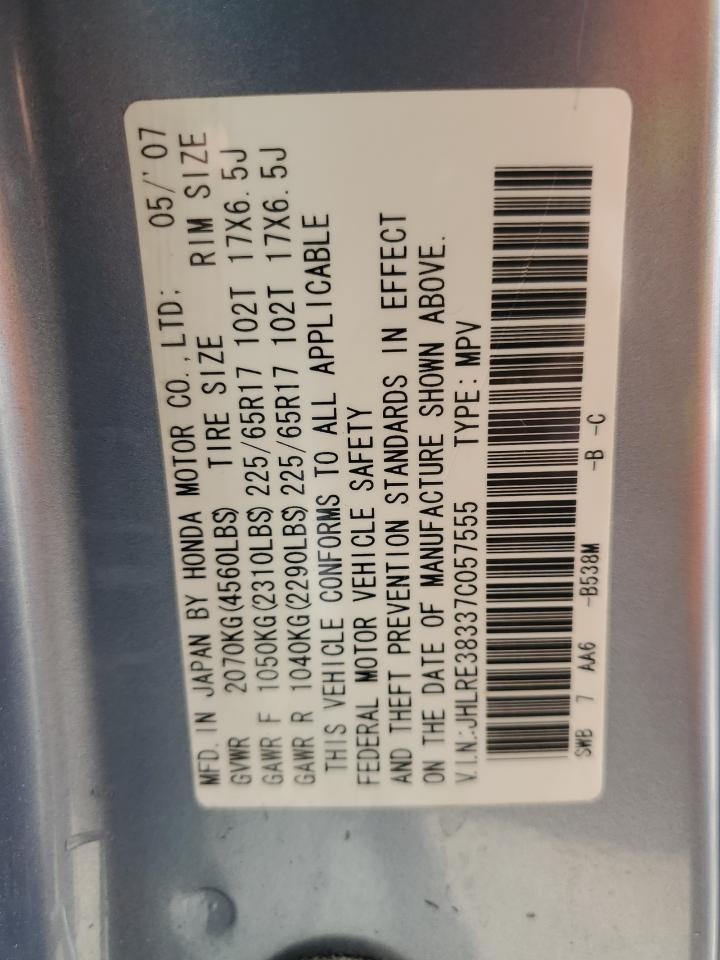 MFD. IN JAPAN BY HONDA MOTOR CO., LTD: 05/'07
GVWR 2070KG(4560LBS) TIRE SIZE RIM SIZE
GAWR F 1050KG(2310LBS) 225/65R17 102T 17X6.5J
GAWR R 1040KG(2290LBS) 225/65R17 102T 17X6.5J
THIS VEHICLE CONFORMS TO ALL APPLICABLE
FEDERAL MOTOR VEHICLE SAFETY
AND THEFT PREVENTION STANDARDS IN EFFECT
ON THE DATE OF MANUFACTURE SHOWN ABOVE.
V.I.N.:JHLRE38337C057555 TYPE: MPV
SWB 7 AA6 -B538M -B -C